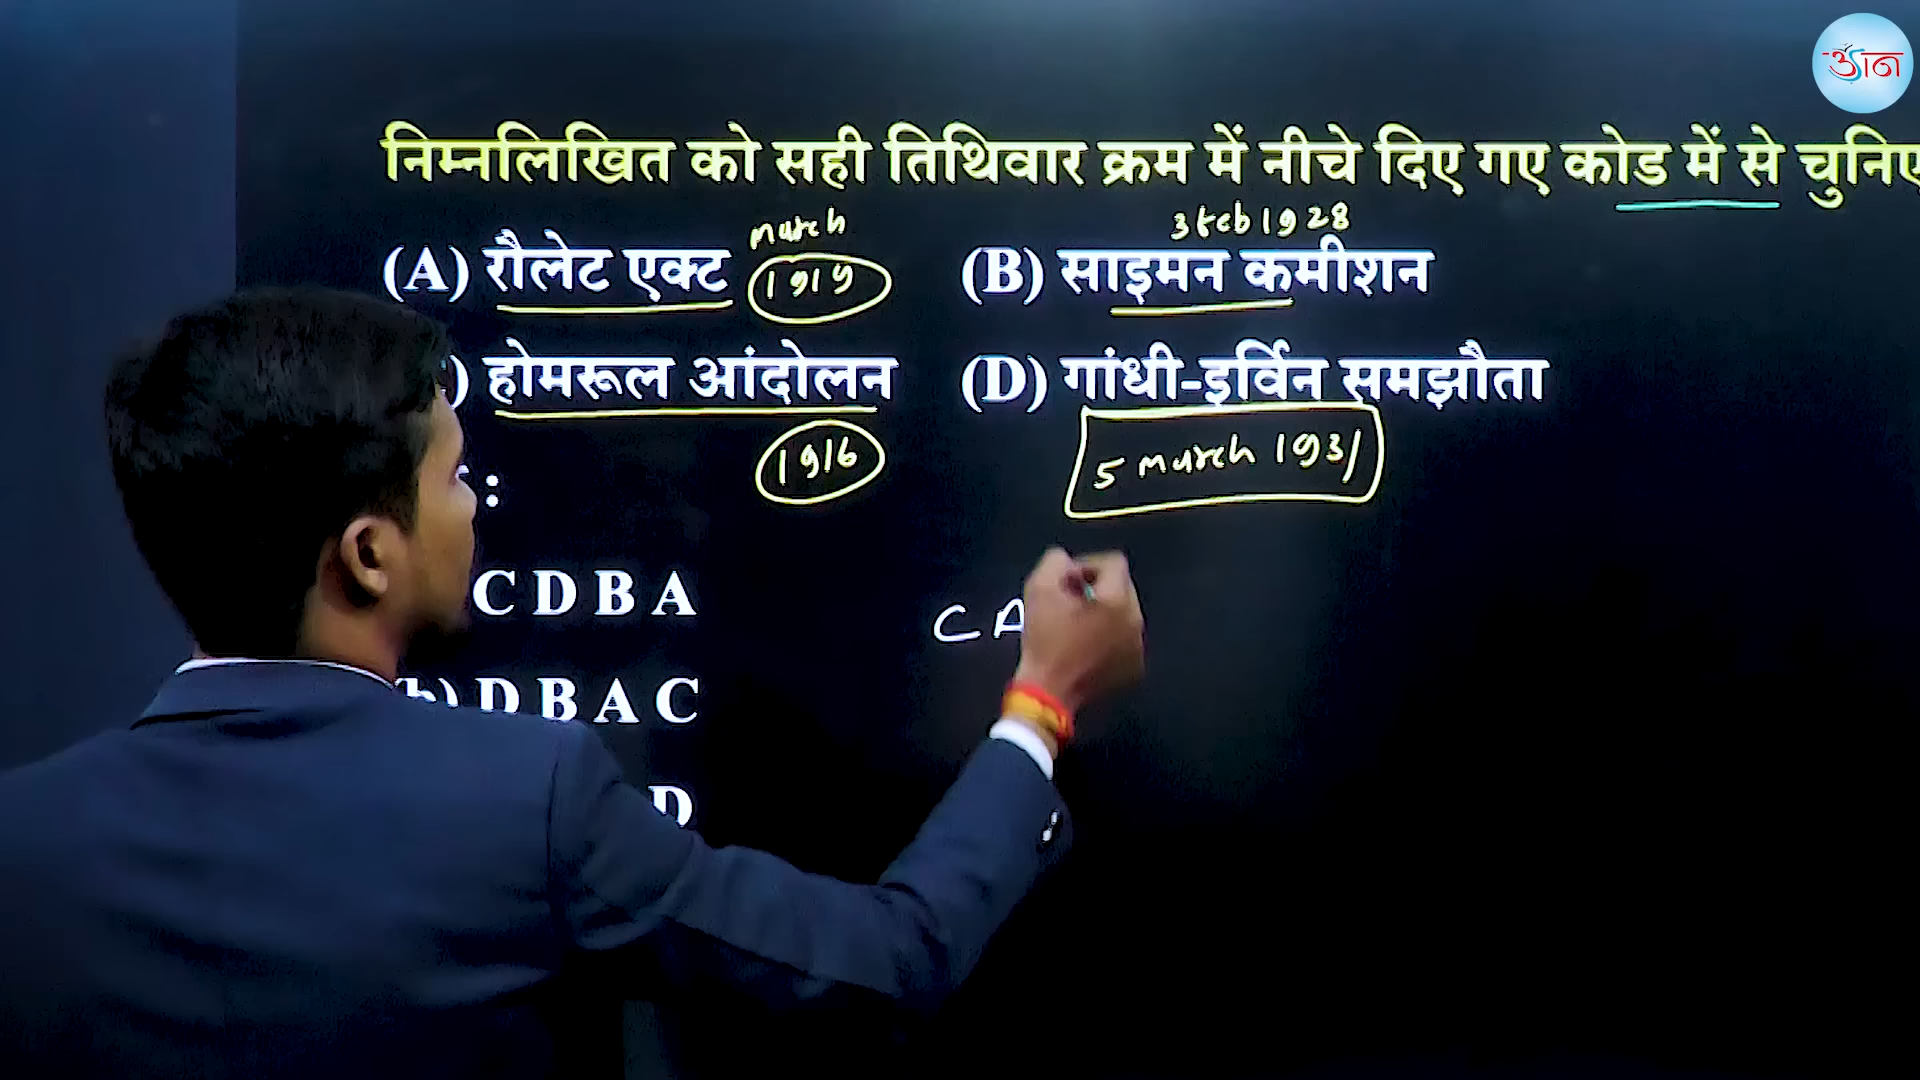 उड़ान
निम्नलिखित को सही तिथिवार क्रम में नीचे दिए गए कोड में से चुनिए
march 3 feb 1928
(A) रौलेट एक्ट 1919 (B) साइमन कमीशन
) होमरूल आंदोलन (D) गांधी-इर्विन समझौता
1916 5 march 1931
:
C D B A
C A
(b) D B A C
D